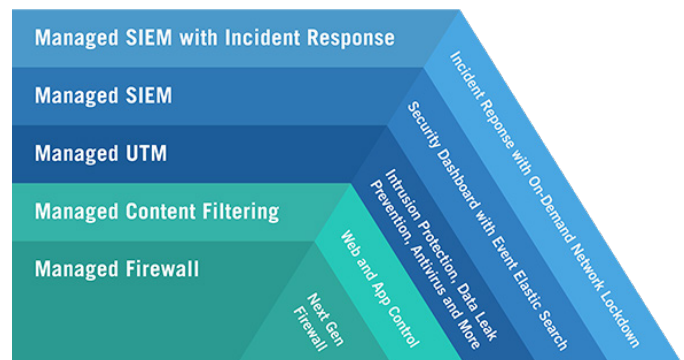 Managed SIEM with Incident Response
Managed SIEM
Managed UTM
Managed Content Filtering
Managed Firewall
Incident Reponse with On-Demand Network Lockdown
Security Dashboard with Event Elastic Search
Intrusion Protection, Data Leak
Prevention, Antivirus and More
Web and App Control
Next Gen
Firewall